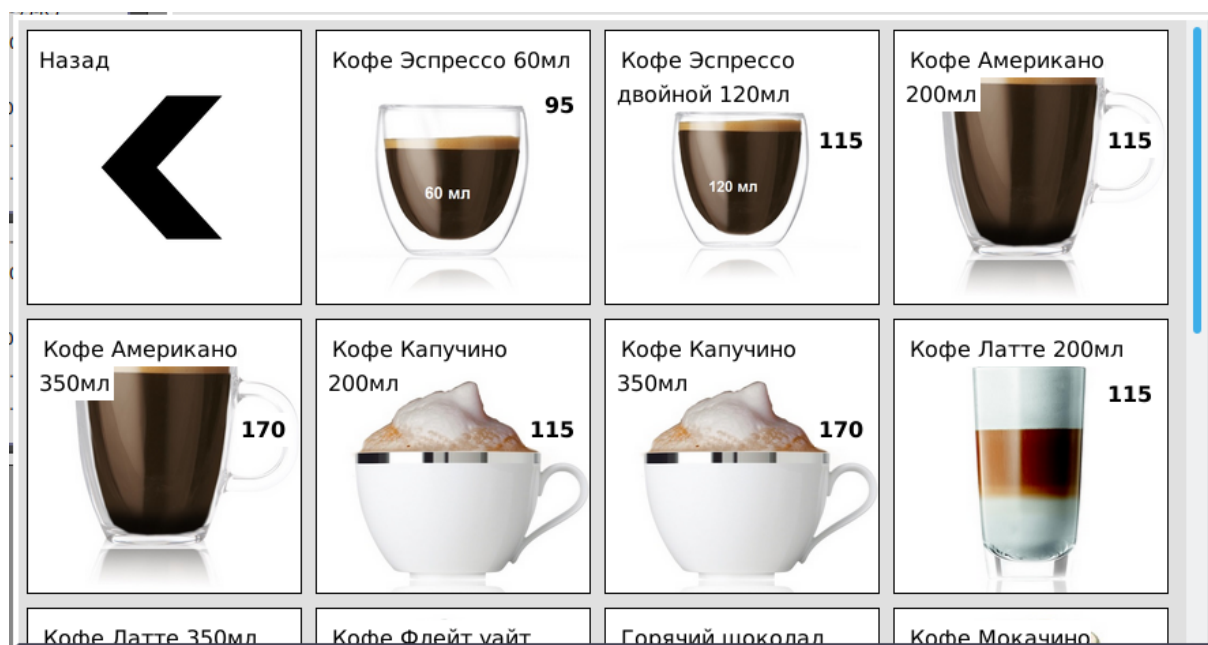 Назад
Кофе Эспрессо 60мл
95
60 мл
Кофе Эспрессо
двойной 120мл
115
120 мл
Кофе Американо
200мл
115
Кофе Американо
350мл
170
Кофе Капучино
200мл
115
Кофе Капучино
350мл
170
Кофе Латте 200мл
115
Кофе Латте 350мл
Кофе Флейт уайт
Горячий шоколад
Кофе Мокачино